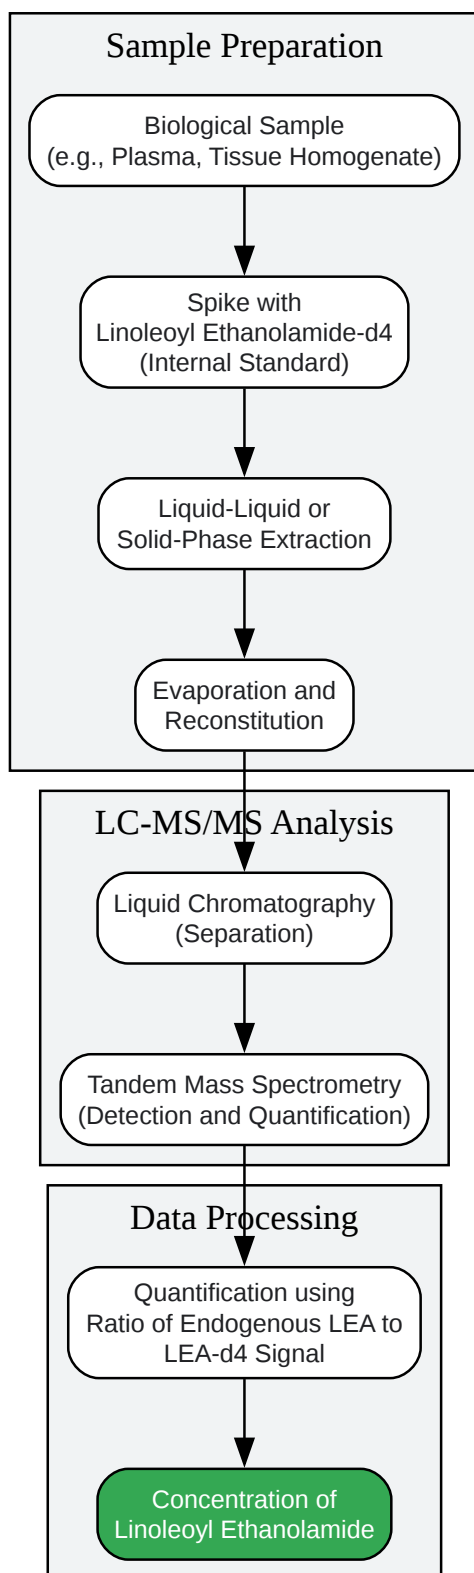 Sample Preparation
Biological Sample
(e.g., Plasma, Tissue Homogenate)
Spike with
Linoleoyl Ethanolamide-d4
(Internal Standard)
Liquid-Liquid or
Solid-Phase Extraction
Evaporation and
Reconstitution
LC-MS/MS Analysis
Liquid Chromatography
(Separation)
Tandem Mass Spectrometry
(Detection and Quantification)
Data Processing
Quantification using
Ratio of Endogenous LEA to
LEA-d4 Signal
Concentration of
Linoleoyl Ethanolamide